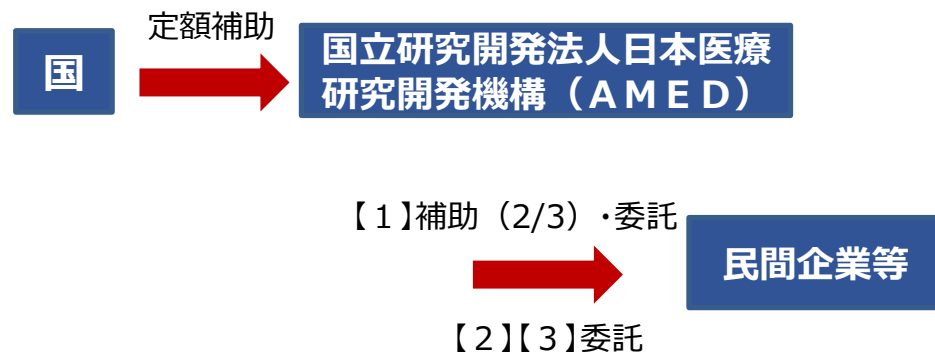 定額補助
国
国立研究開発法人日本医療
研究開発機構（ＡＭＥＤ）
【１】補助（2/3）・委託
民間企業等
【２】【３】委託